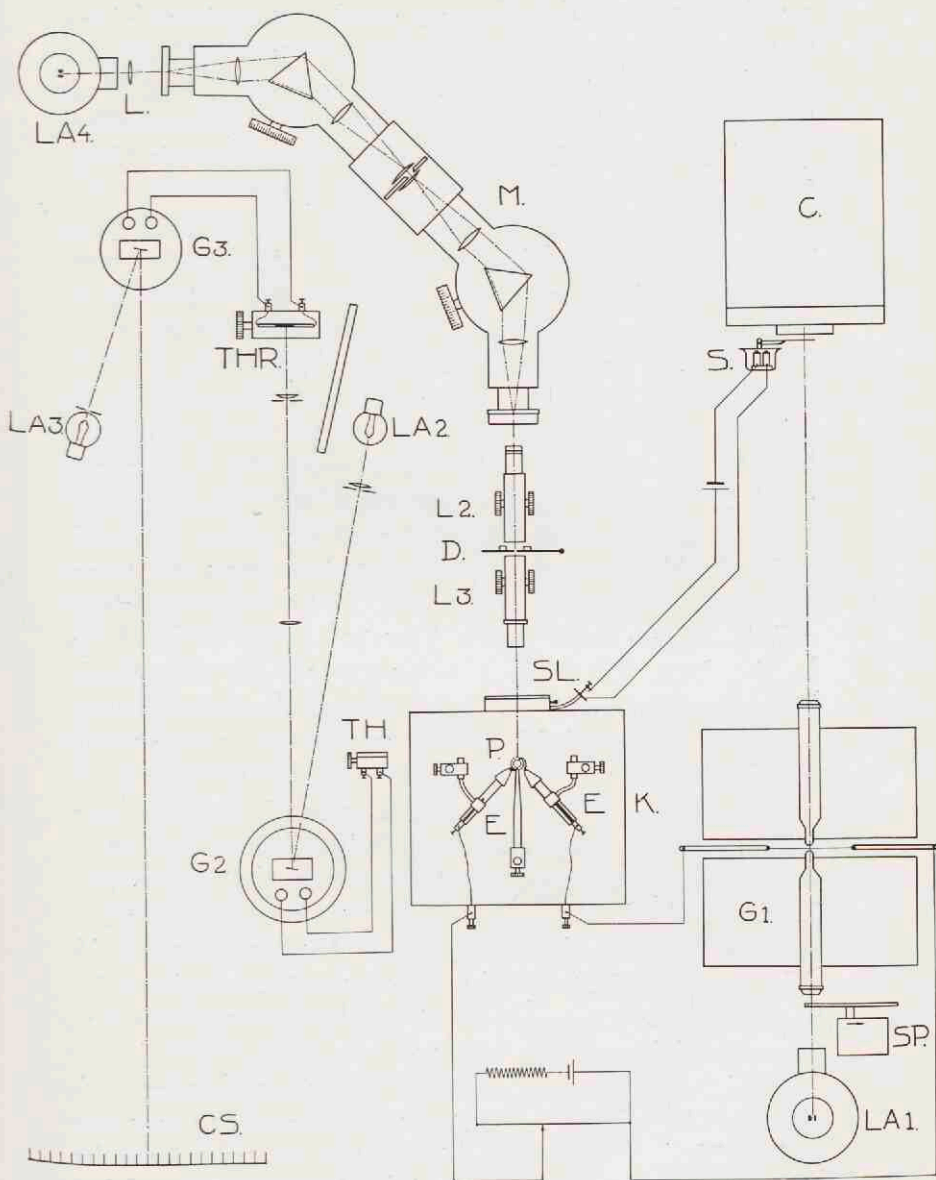 LA4.
L.
M.
C.
G3.
THR.
S.
LA3.
LA2.
L2.
D.
L3.
SL.
TH.
P.
E
E
K.
G2
G1.
SP.
LA1.
CS.